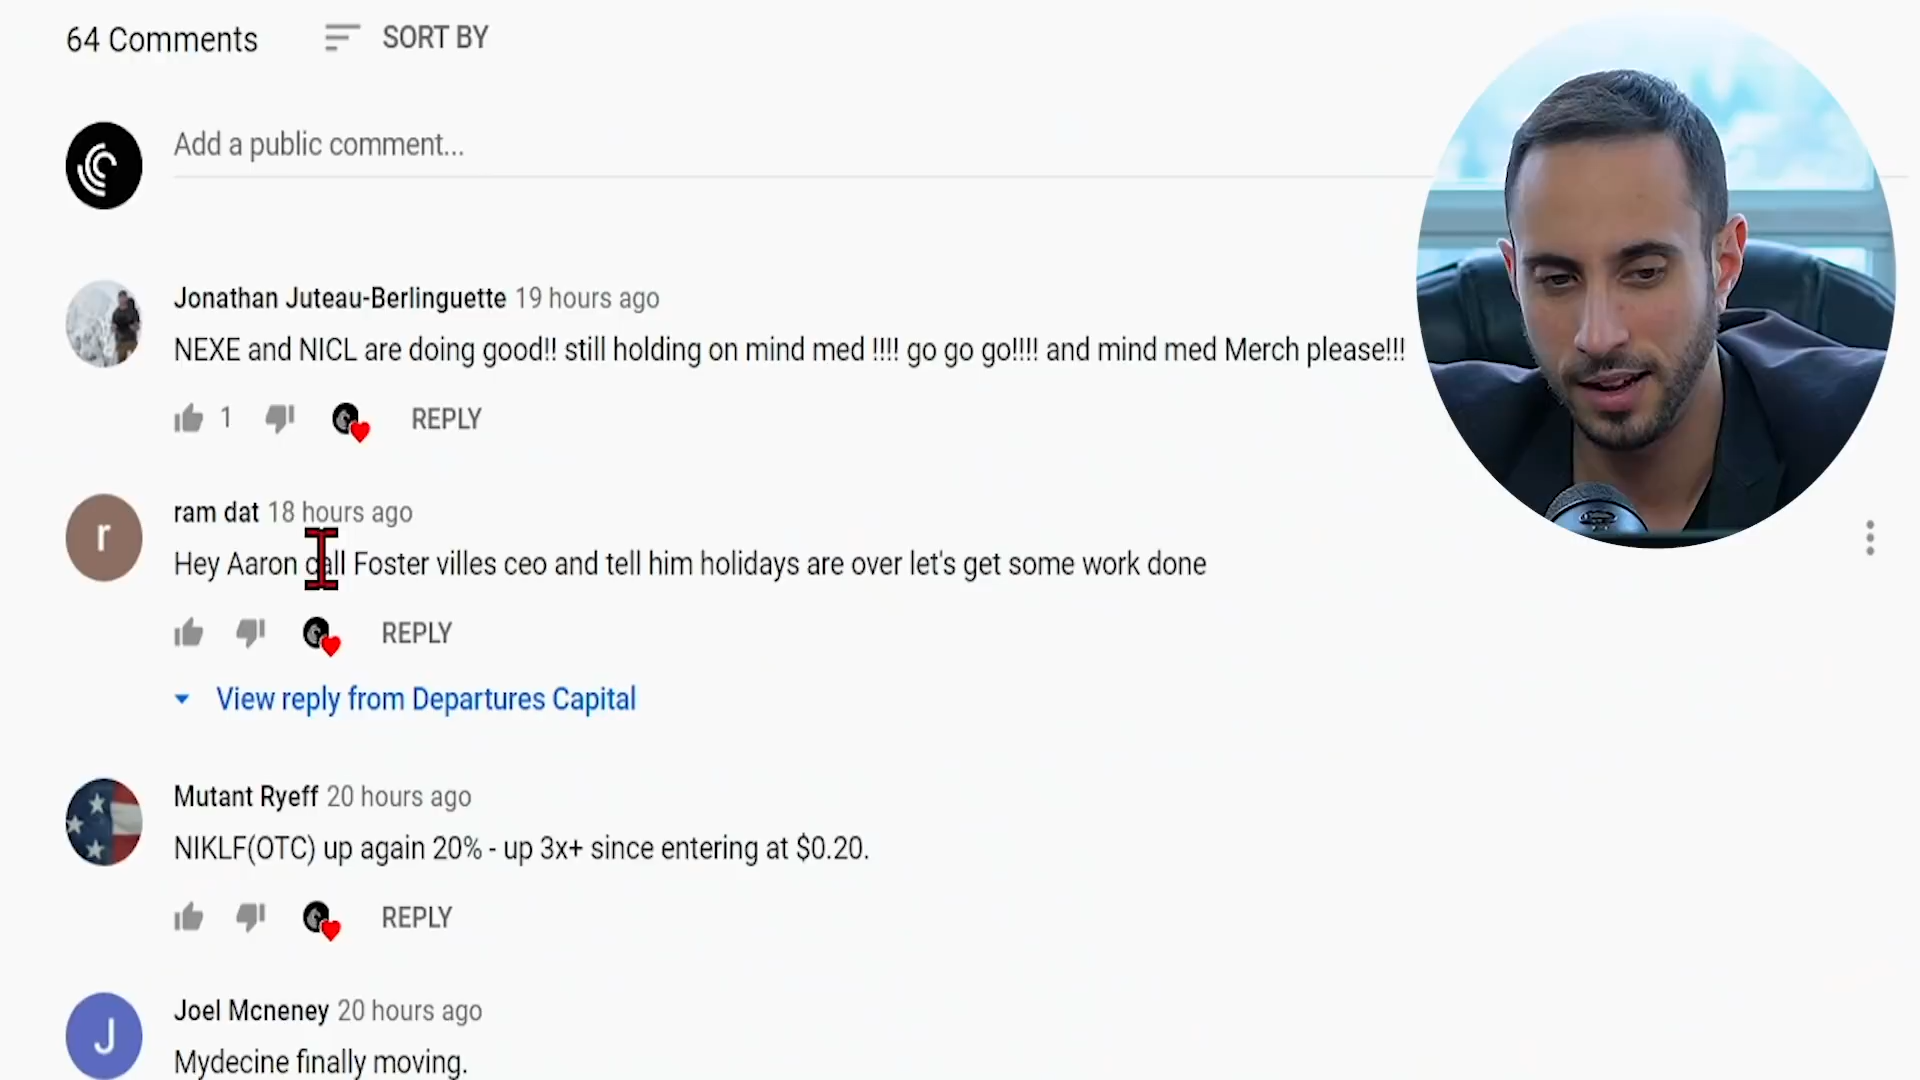 64 Comments
SORT BY
Add a public comment...
Jonathan Juteau-Berlinguette 19 hours ago
NEXE and NICL are doing good!! still holding on mind med !!!! go go go!!!! and mind med Merch please!!!
1
REPLY
r
ram dat 18 hours ago
Hey Aaron call Foster villes ceo and tell him holidays are over let's get some work done
REPLY
View reply from Departures Capital
Mutant Ryeff 20 hours ago
NIKLF(OTC) up again 20% - up 3x+ since entering at $0.20.
REPLY
J
Joel Mcneney 20 hours ago
Mydecine finally moving.